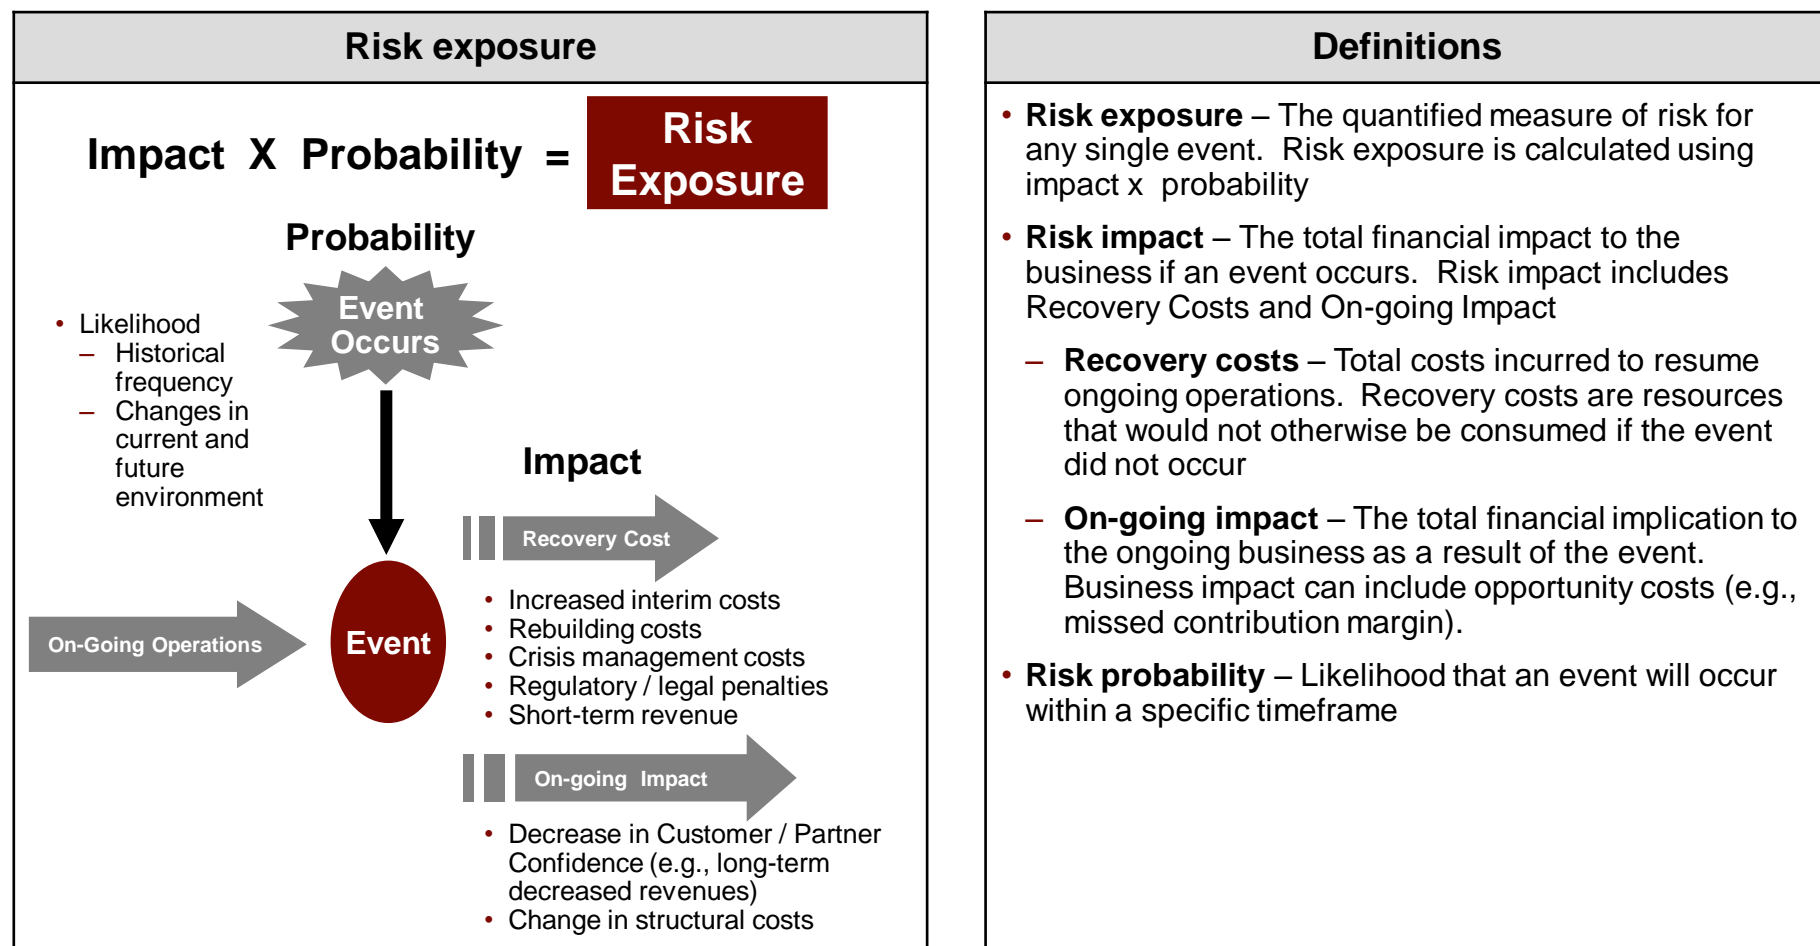 Risk exposure
Impact X Probability =
Risk
Exposure
Probability
Event
Occurs
• Likelihood
– Historical
frequency
– Changes in
current and
future
environment
Impact
Recovery Cost
• Increased interim costs
• Rebuilding costs
• Crisis management costs
• Regulatory / legal penalties
• Short-term revenue
On-Going Operations
Event
On-going Impact
• Decrease in Customer / Partner
Confidence (e.g., long-term
decreased revenues)
• Change in structural costs
Definitions
• Risk exposure – The quantified measure of risk for
any single event. Risk exposure is calculated using
impact x probability
• Risk impact – The total financial impact to the
business if an event occurs. Risk impact includes
Recovery Costs and On-going Impact
– Recovery costs – Total costs incurred to resume
ongoing operations. Recovery costs are resources
that would not otherwise be consumed if the event
did not occur
– On-going impact – The total financial implication to
the ongoing business as a result of the event.
Business impact can include opportunity costs (e.g.,
missed contribution margin).
• Risk probability – Likelihood that an event will occur
within a specific timeframe